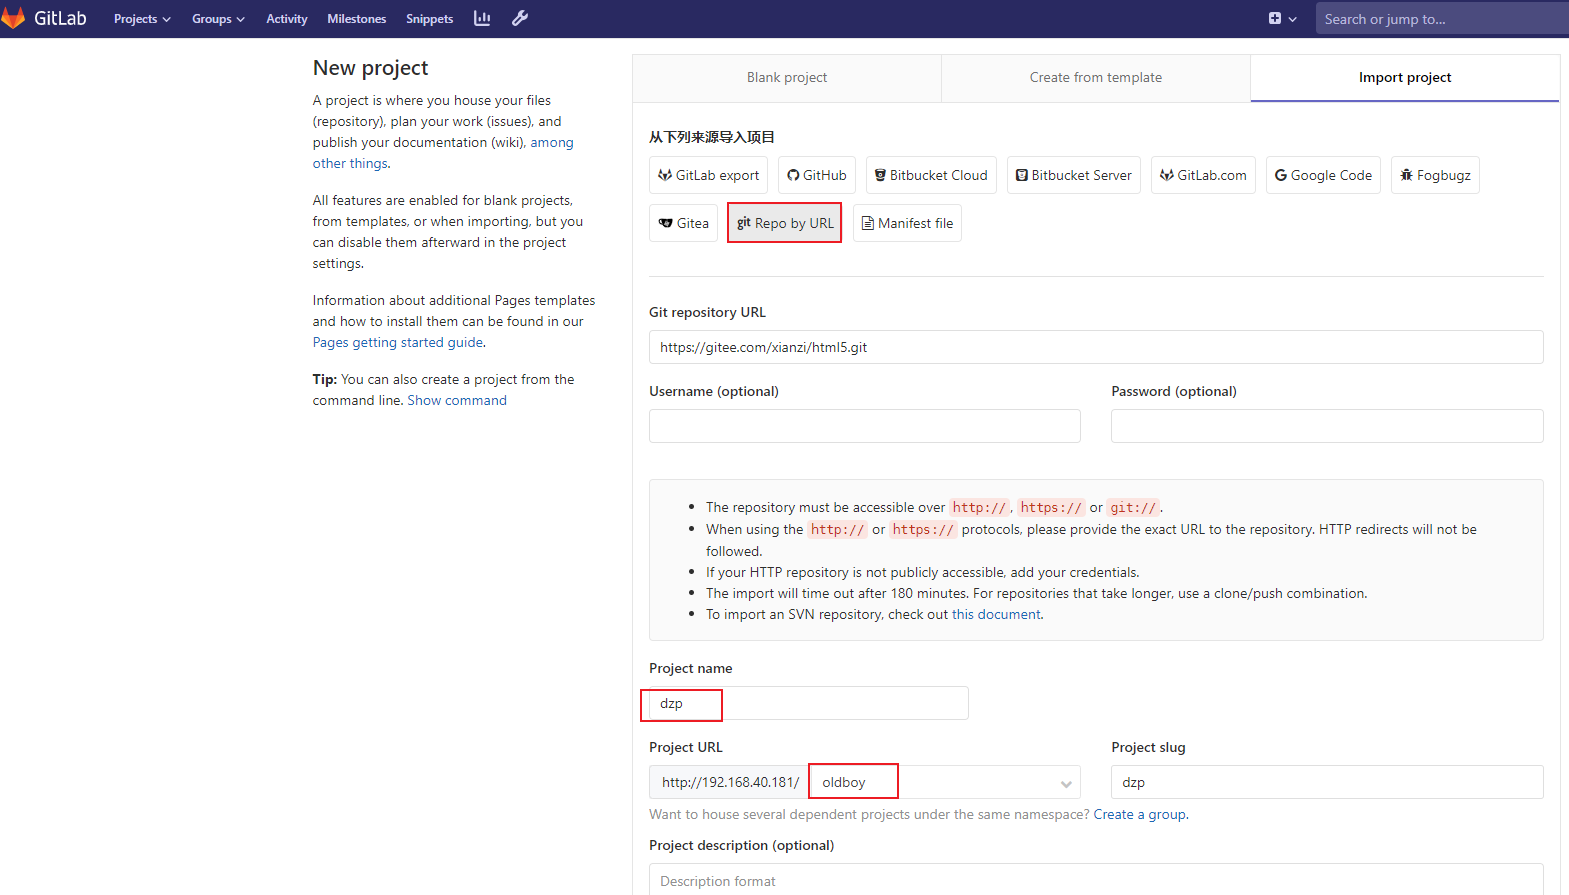 GitLab Projects Groups Activity Milestones Snippets Search or jump to...
New project
A project is where you house your files
(repository), plan your work (issues), and
publish your documentation (wiki), among
other things.
All features are enabled for blank projects,
from templates, or when importing, but you
can disable them afterward in the project
settings.
Information about additional Pages templates
and how to install them can be found in our
Pages getting started guide.
Tip: You can also create a project from the
command line. Show command
Blank project Create from template Import project
从下列来源导入项目
GitLab export GitHub Bitbucket Cloud Bitbucket Server GitLab.com Google Code Fogbugz
Gitea git Repo by URL Manifest file
Git repository URL
https://gitee.com/xianzi/html5.git
Username (optional) Password (optional)
The repository must be accessible over http://, https:// or git://.
When using the http:// or https:// protocols, please provide the exact URL to the repository. HTTP redirects will not be
followed.
If your HTTP repository is not publicly accessible, add your credentials.
The import will time out after 180 minutes. For repositories that take longer, use a clone/push combination.
To import an SVN repository, check out this document.
Project name
dzp
Project URL Project slug
http://192.168.40.181/ oldboy dzp
Want to house several dependent projects under the same namespace? Create a group.
Project description (optional)
Description format